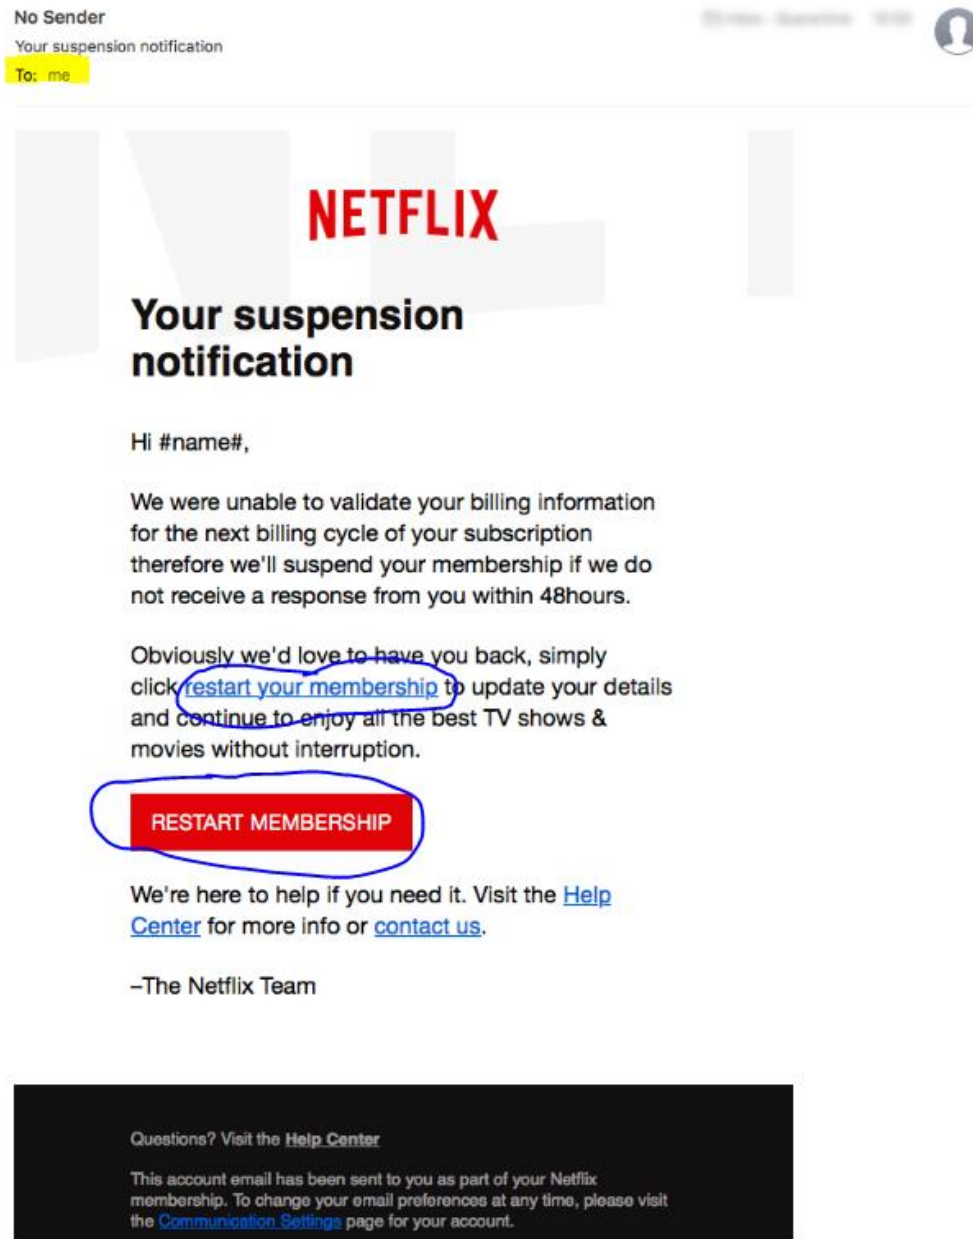 No Sender
Your suspension notification
To: me
NETFLIX
Your suspension
notification
Hi #name#,
We were unable to validate your billing information
for the next billing cycle of your subscription
therefore we'll suspend your membership if we do
not receive a response from you within 48hours.
Obviously we'd love to have you back, simply
click restart your membership to update your details
and continue to enjoy all the best TV shows &
movies without interruption.
RESTART MEMBERSHIP
We're here to help if you need it. Visit the Help
Center for more info or contact us.
–The Netflix Team
Questions? Visit the Help Center
This account email has been sent to you as part of your Netflix
membership. To change your email preferences at any time, please visit
the Communication Settings page for your account.